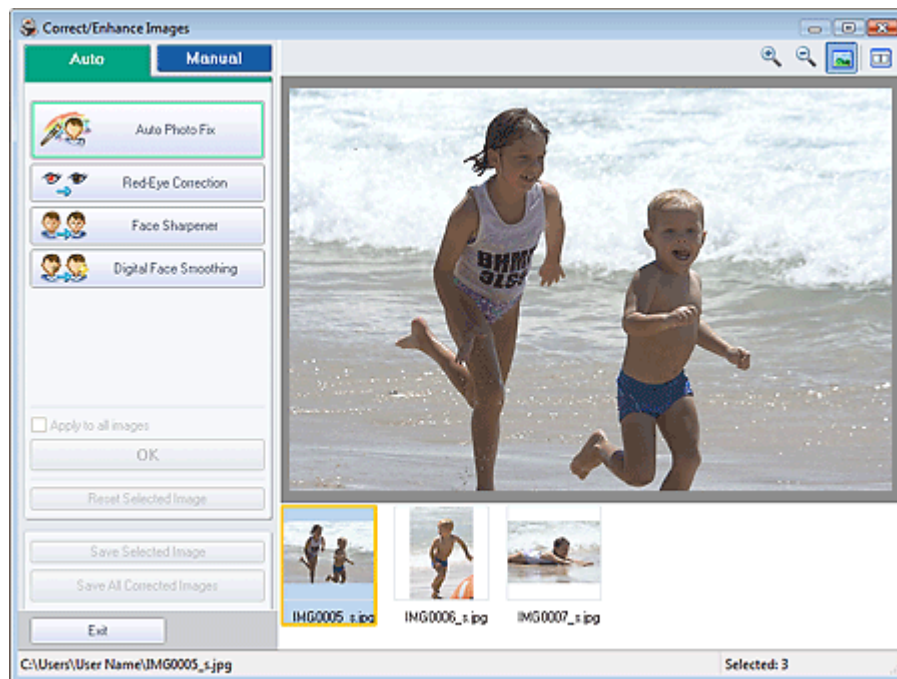 Correct/Enhance Images
Auto
Manual
Auto Photo Fix
Red-Eye Correction
Face Sharpener
Digital Face Smoothing
Apply to all images
OK
Reset Selected Image
Save Selected Image
Save All Corrected Images
Exit
IMG0005_s.jpg
IMG0006_s.jpg
IMG0007_s.jpg
C:\Users\User Name\IMG0005_s.jpg
Selected: 3